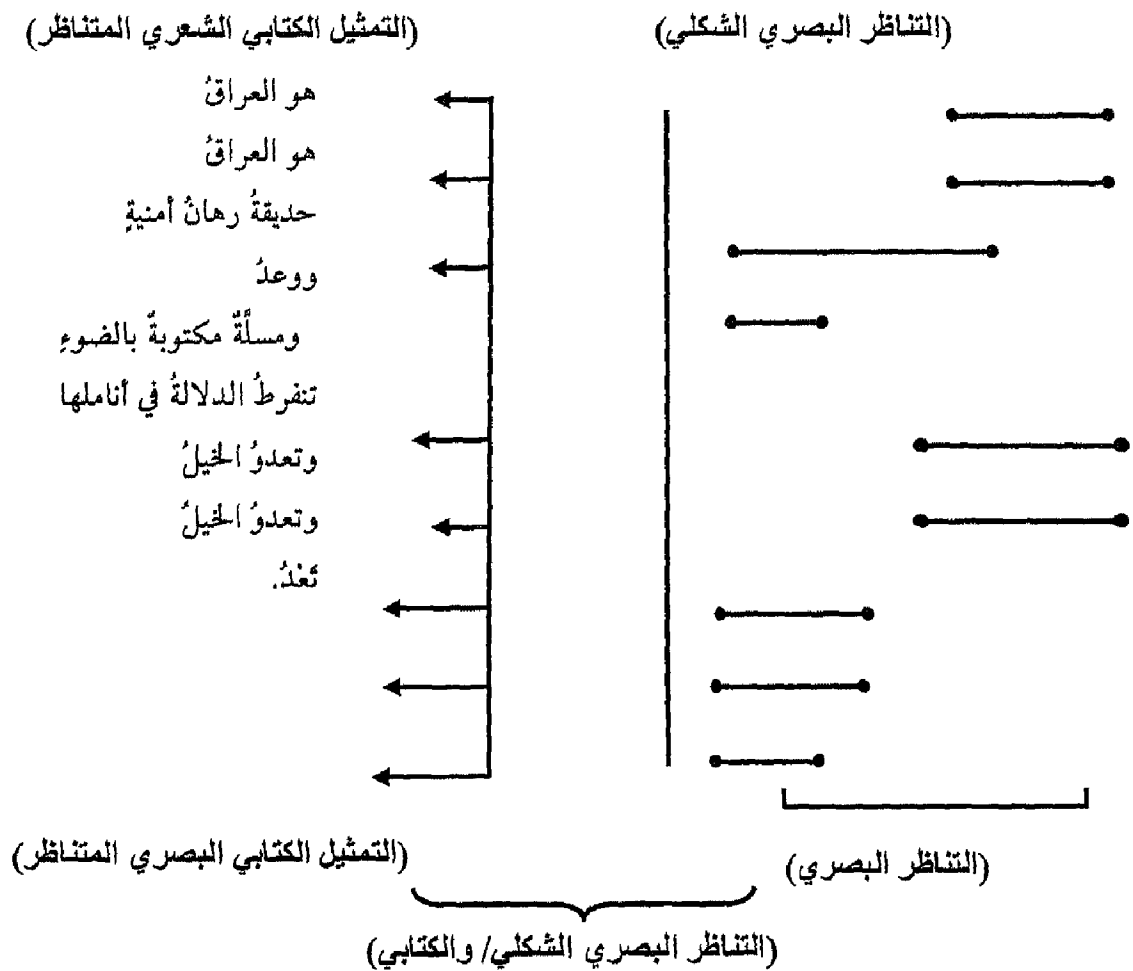 (التناظر البصري الشكلي)
(التمثيل الكتابي الشعري المتناظر)
هو العراقُ
هو العراقُ
حديقةُ رهانُ أمنيةٍ
ووعدُ
ومسلَّةٌ مكتوبةٌ بالضوءِ
تنفرطُ الدلالةُ في أناملها
وتعدوُ الخيلُ
وتعدوُ الخيلُ
تَعْدُ.
(التناظر البصري)
(التمثيل الكتابي البصري المتناظر)
(التناظر البصري الشكلي/ والكتابي)